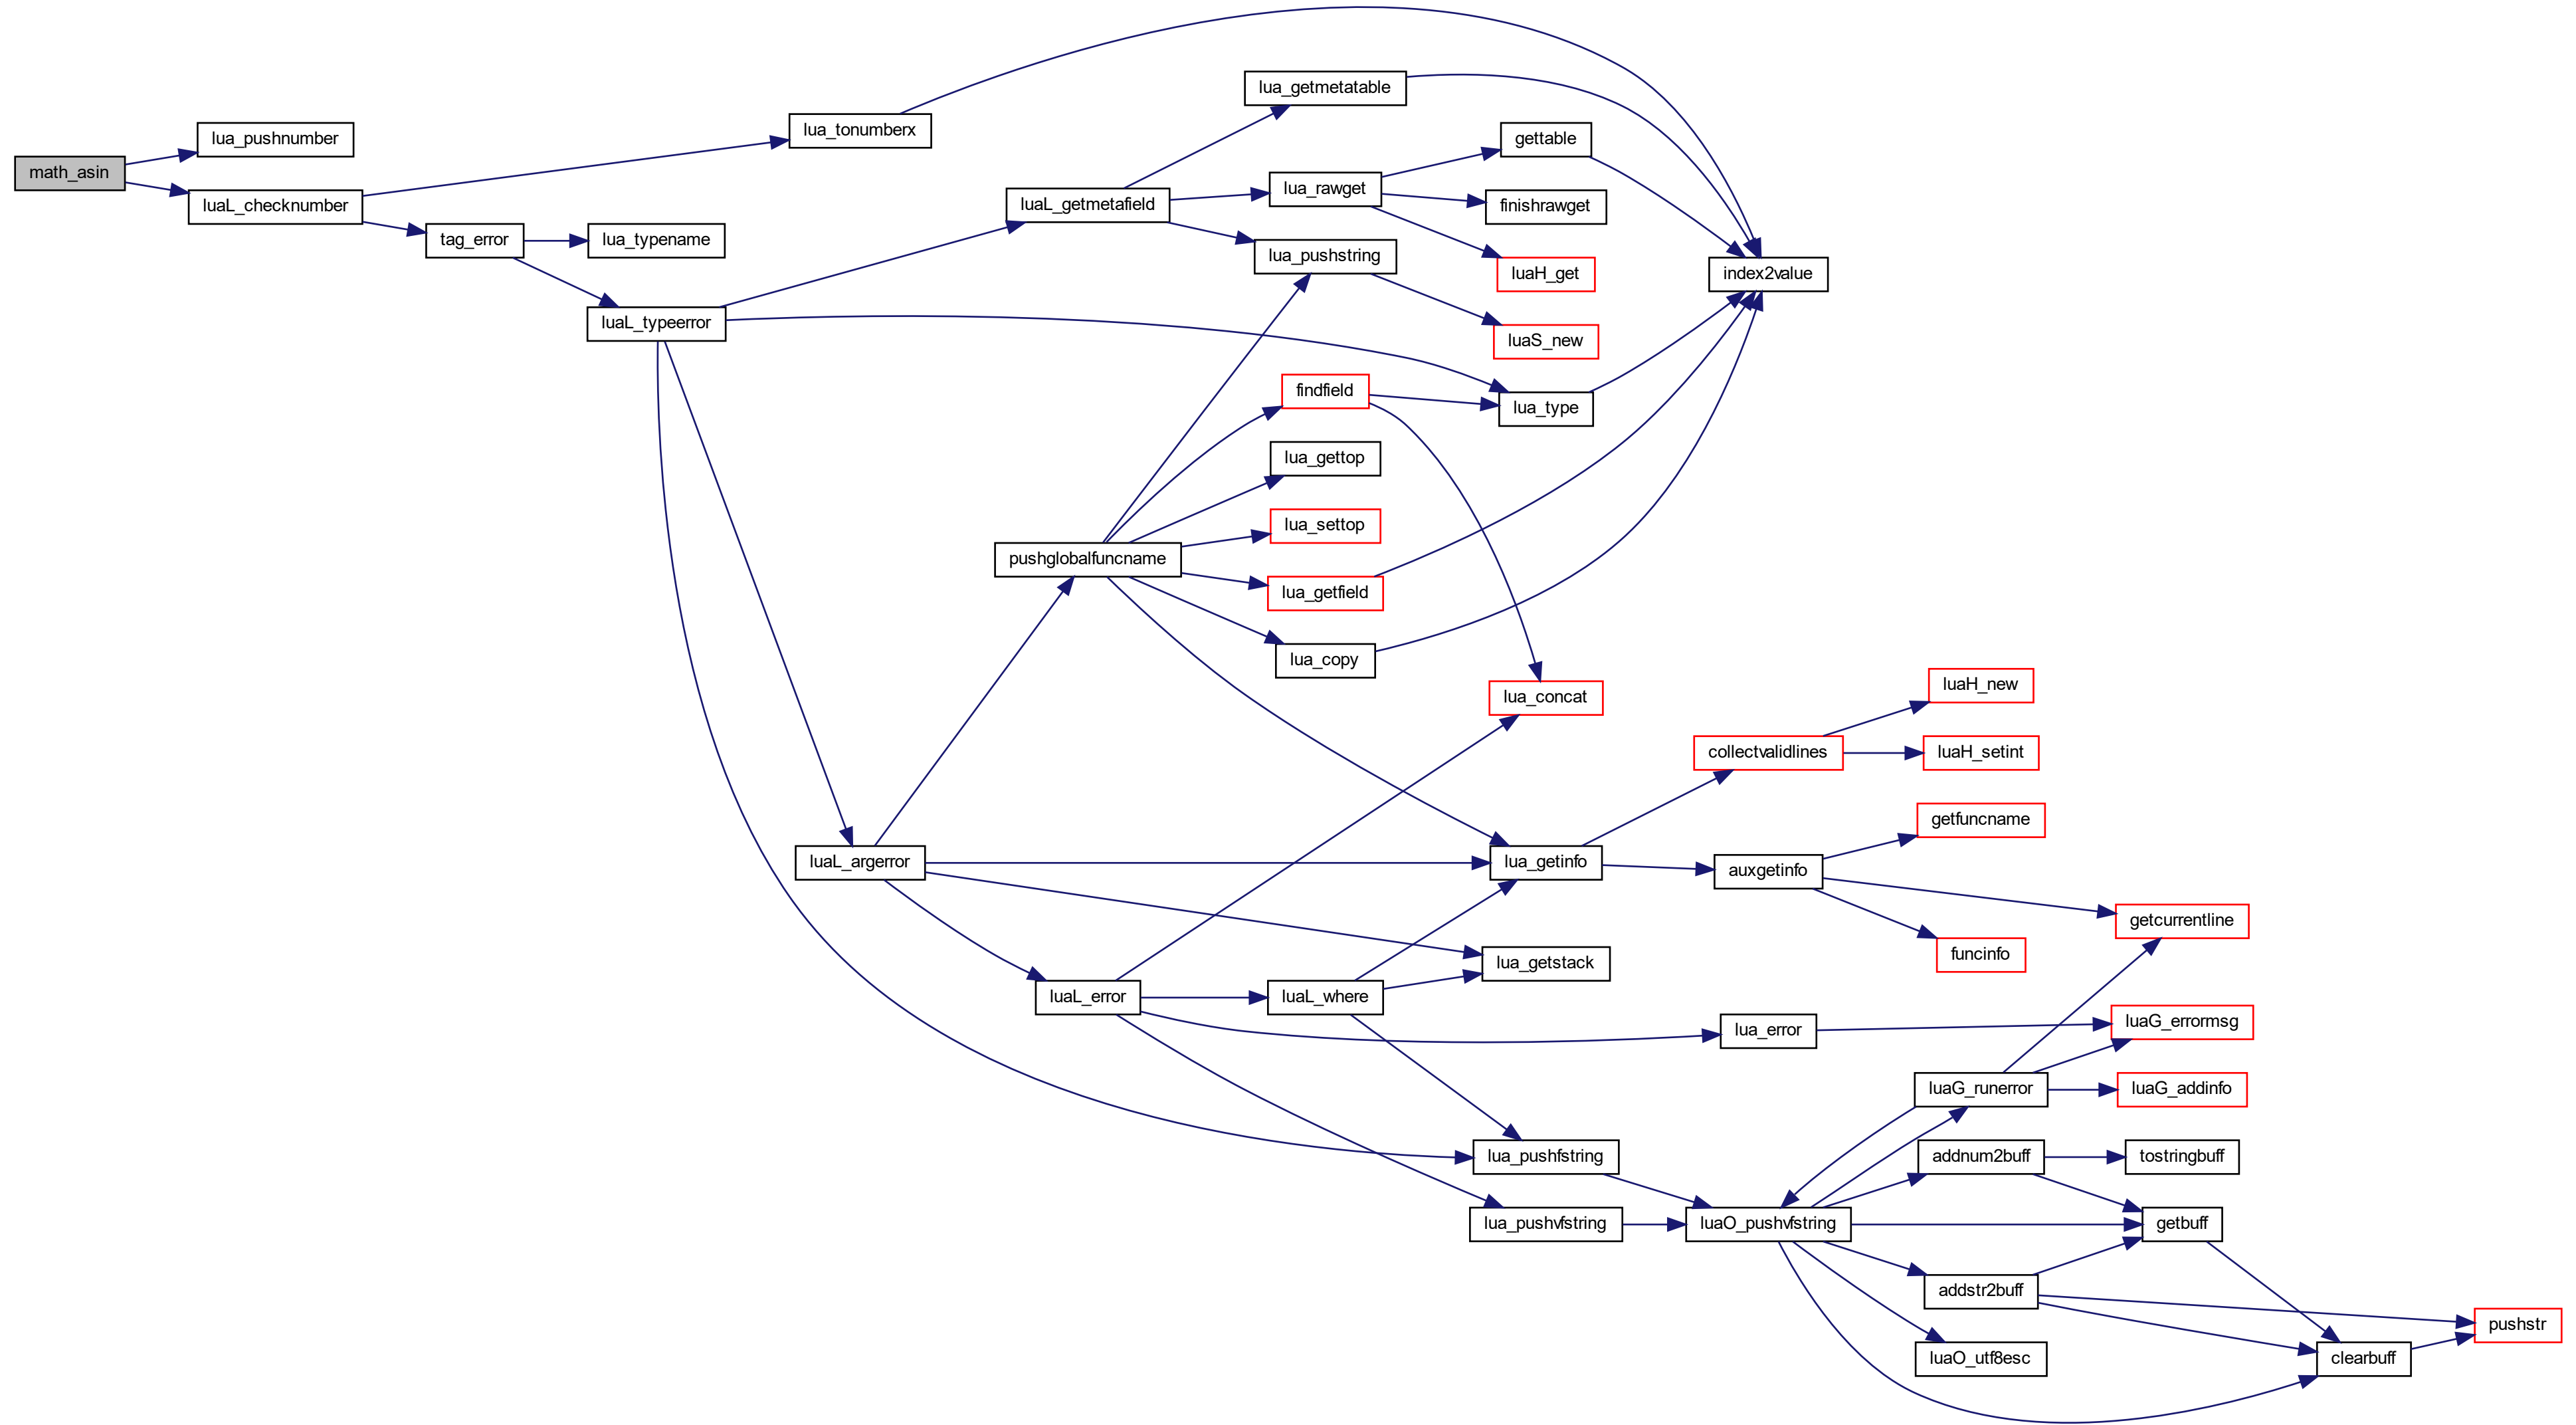 math_asin
lua_pushnumber
luaL_checknumber
lua_tonumberx
tag_error
lua_typename
luaL_typeerror
luaL_getmetafield
lua_getmetatable
lua_rawget
gettable
finishrawget
luaH_get
lua_pushstring
luaS_new
index2value
findfield
lua_type
lua_gettop
lua_settop
pushglobalfuncname
lua_getfield
lua_copy
lua_concat
luaH_new
collectvalidlines
luaH_setint
getfuncname
luaL_argerror
lua_getinfo
auxgetinfo
getcurrentline
funcinfo
lua_getstack
luaL_error
luaL_where
lua_error
luaG_errormsg
luaG_runerror
luaG_addinfo
lua_pushfstring
addnum2buff
tostringbuff
lua_pushvfstring
luaO_pushvfstring
getbuff
addstr2buff
pushstr
luaO_utf8esc
clearbuff